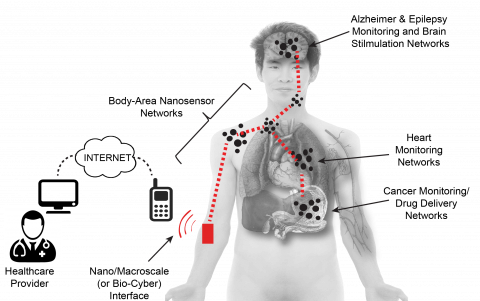 Alzheimer & Epilepsy
Monitoring and Brain
Stilmulation Networks
Body-Area Nanosensor
Networks
INTERNET
Heart
Monitoring
Networks
Cancer Monitoring/
Drug Delivery
Networks
Healthcare
Provider
Nano/Macroscale
(or Bio-Cyber)
Interface